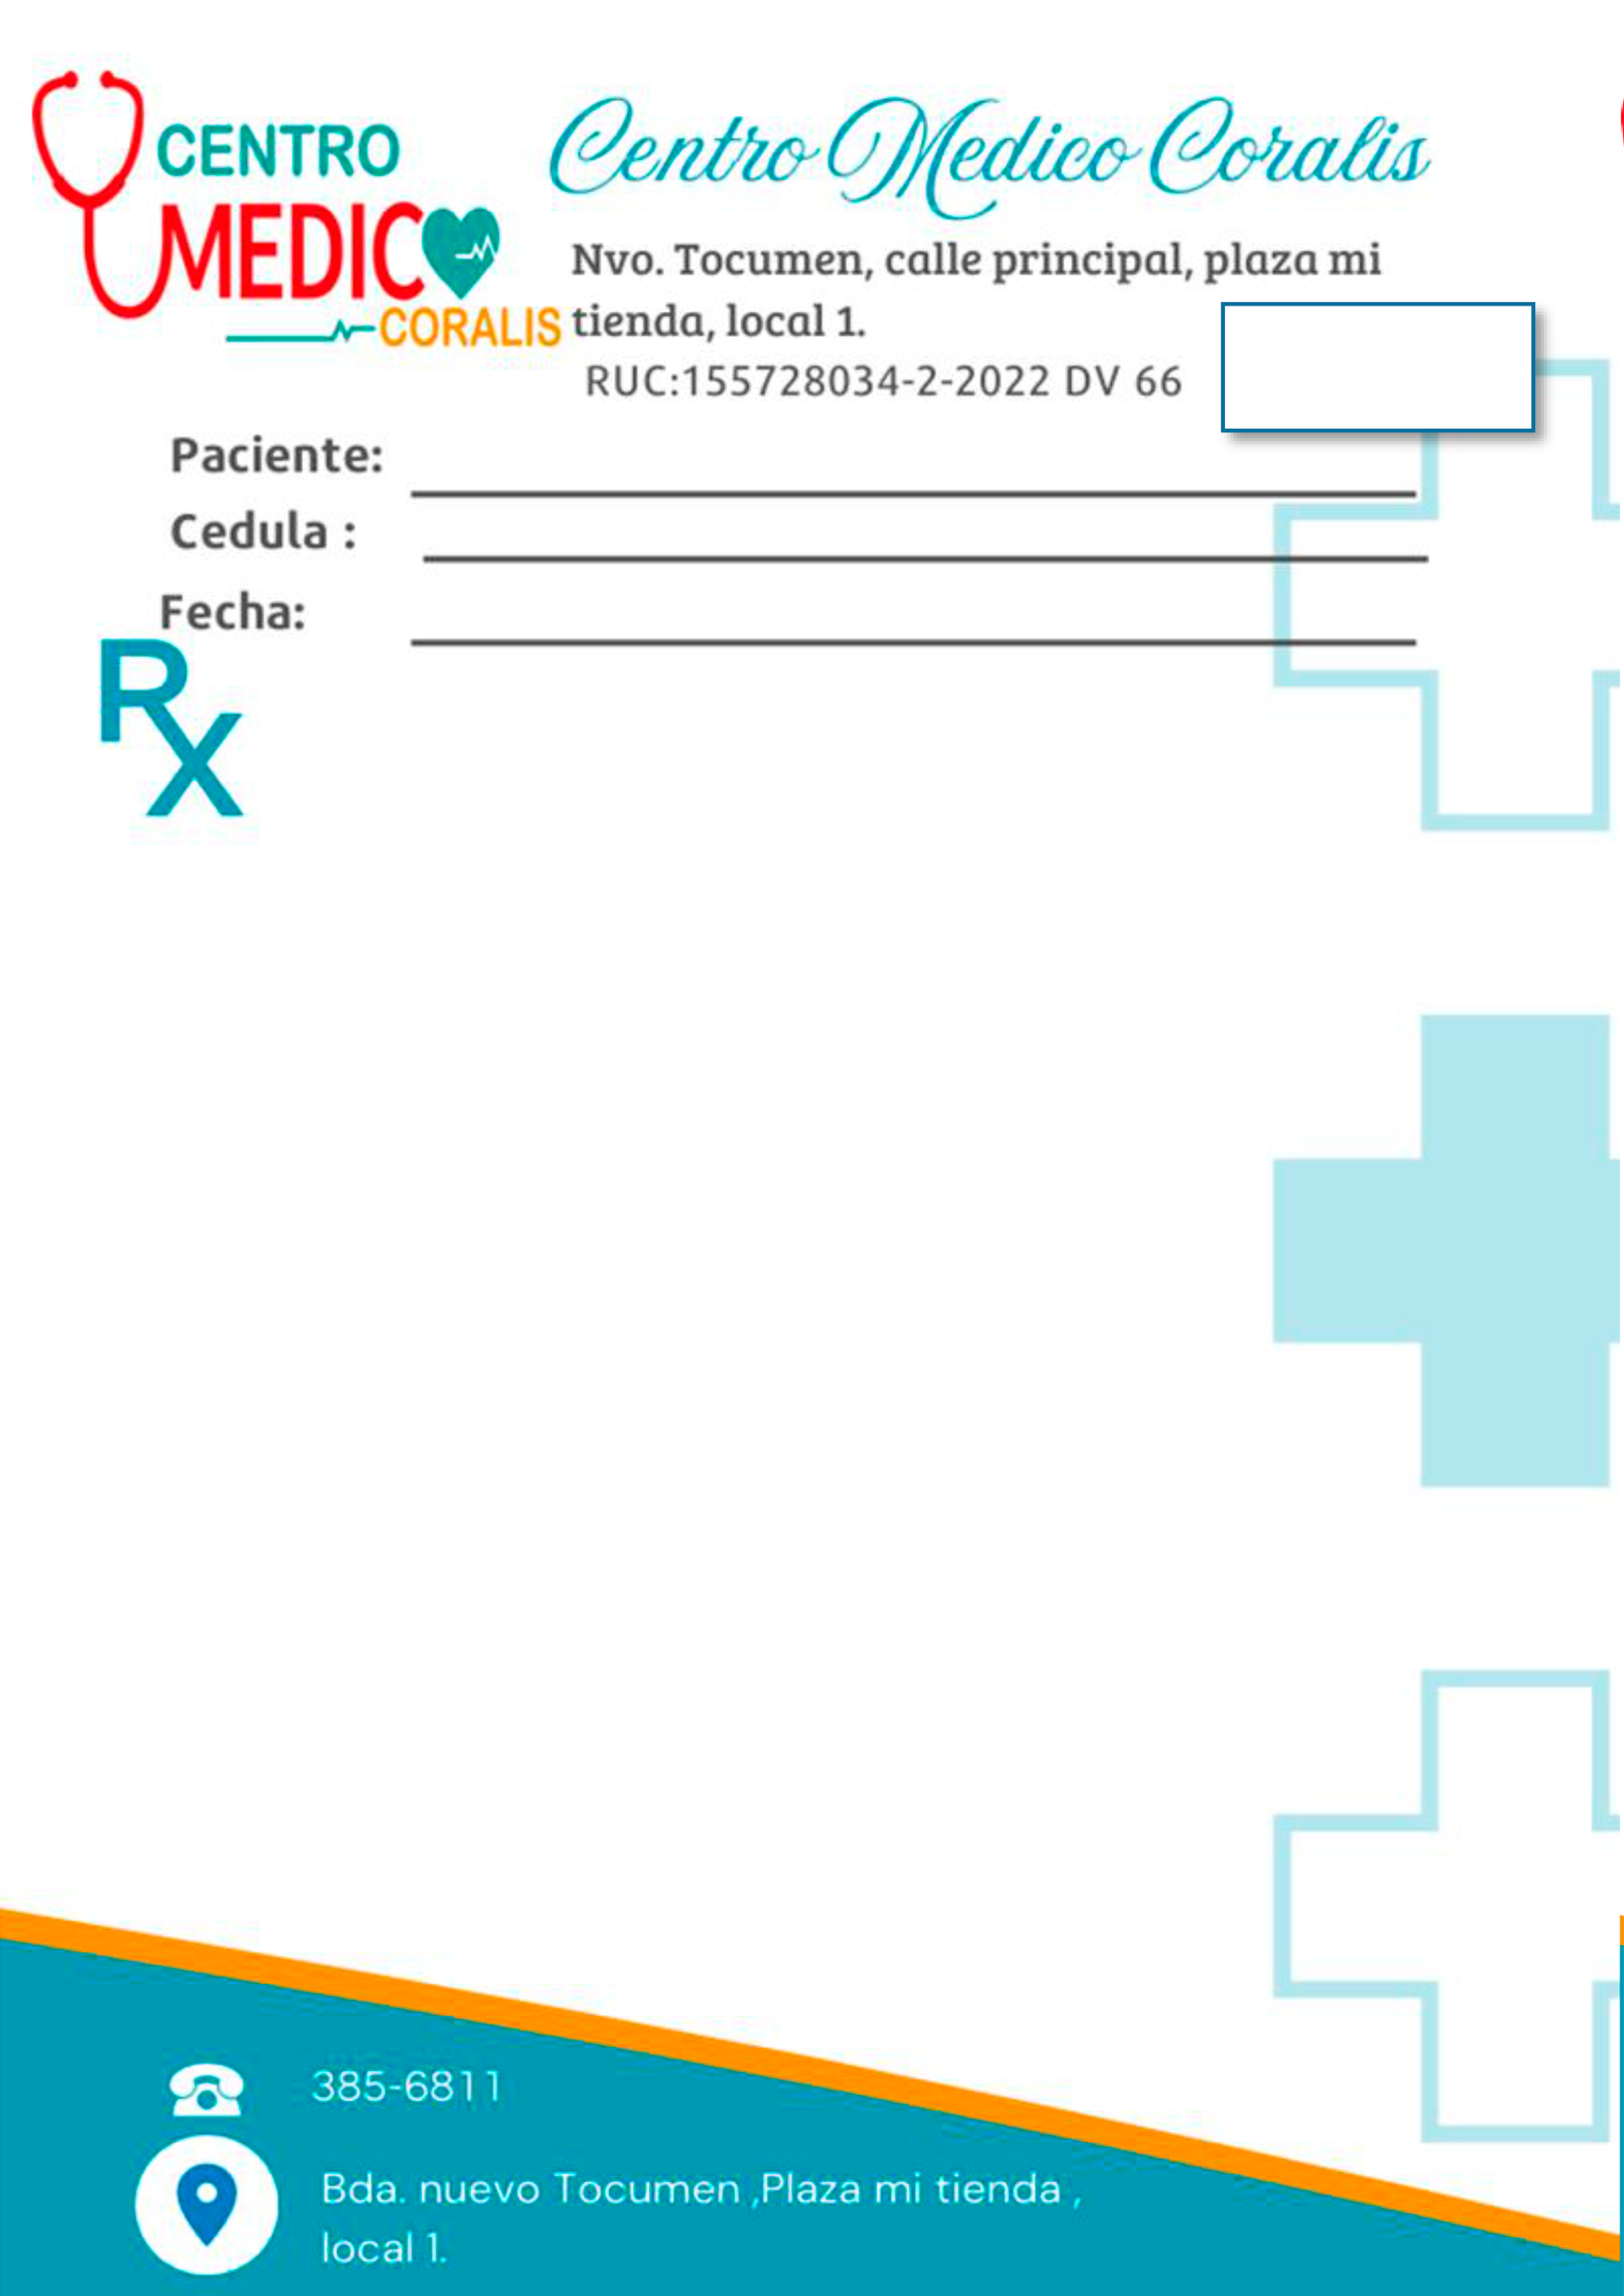 CENTRO
MEDICO
CORALIS
Centro Medico Coralis
Nvo. Tocumen, calle principal, plaza mi
tienda, local 1.
RUC:155728034-2-2022 DV 66
Paciente:
Cedula :
Fecha:
Rx
385-6811
Bda. nuevo Tocumen ,Plaza mi tienda ,
local 1.